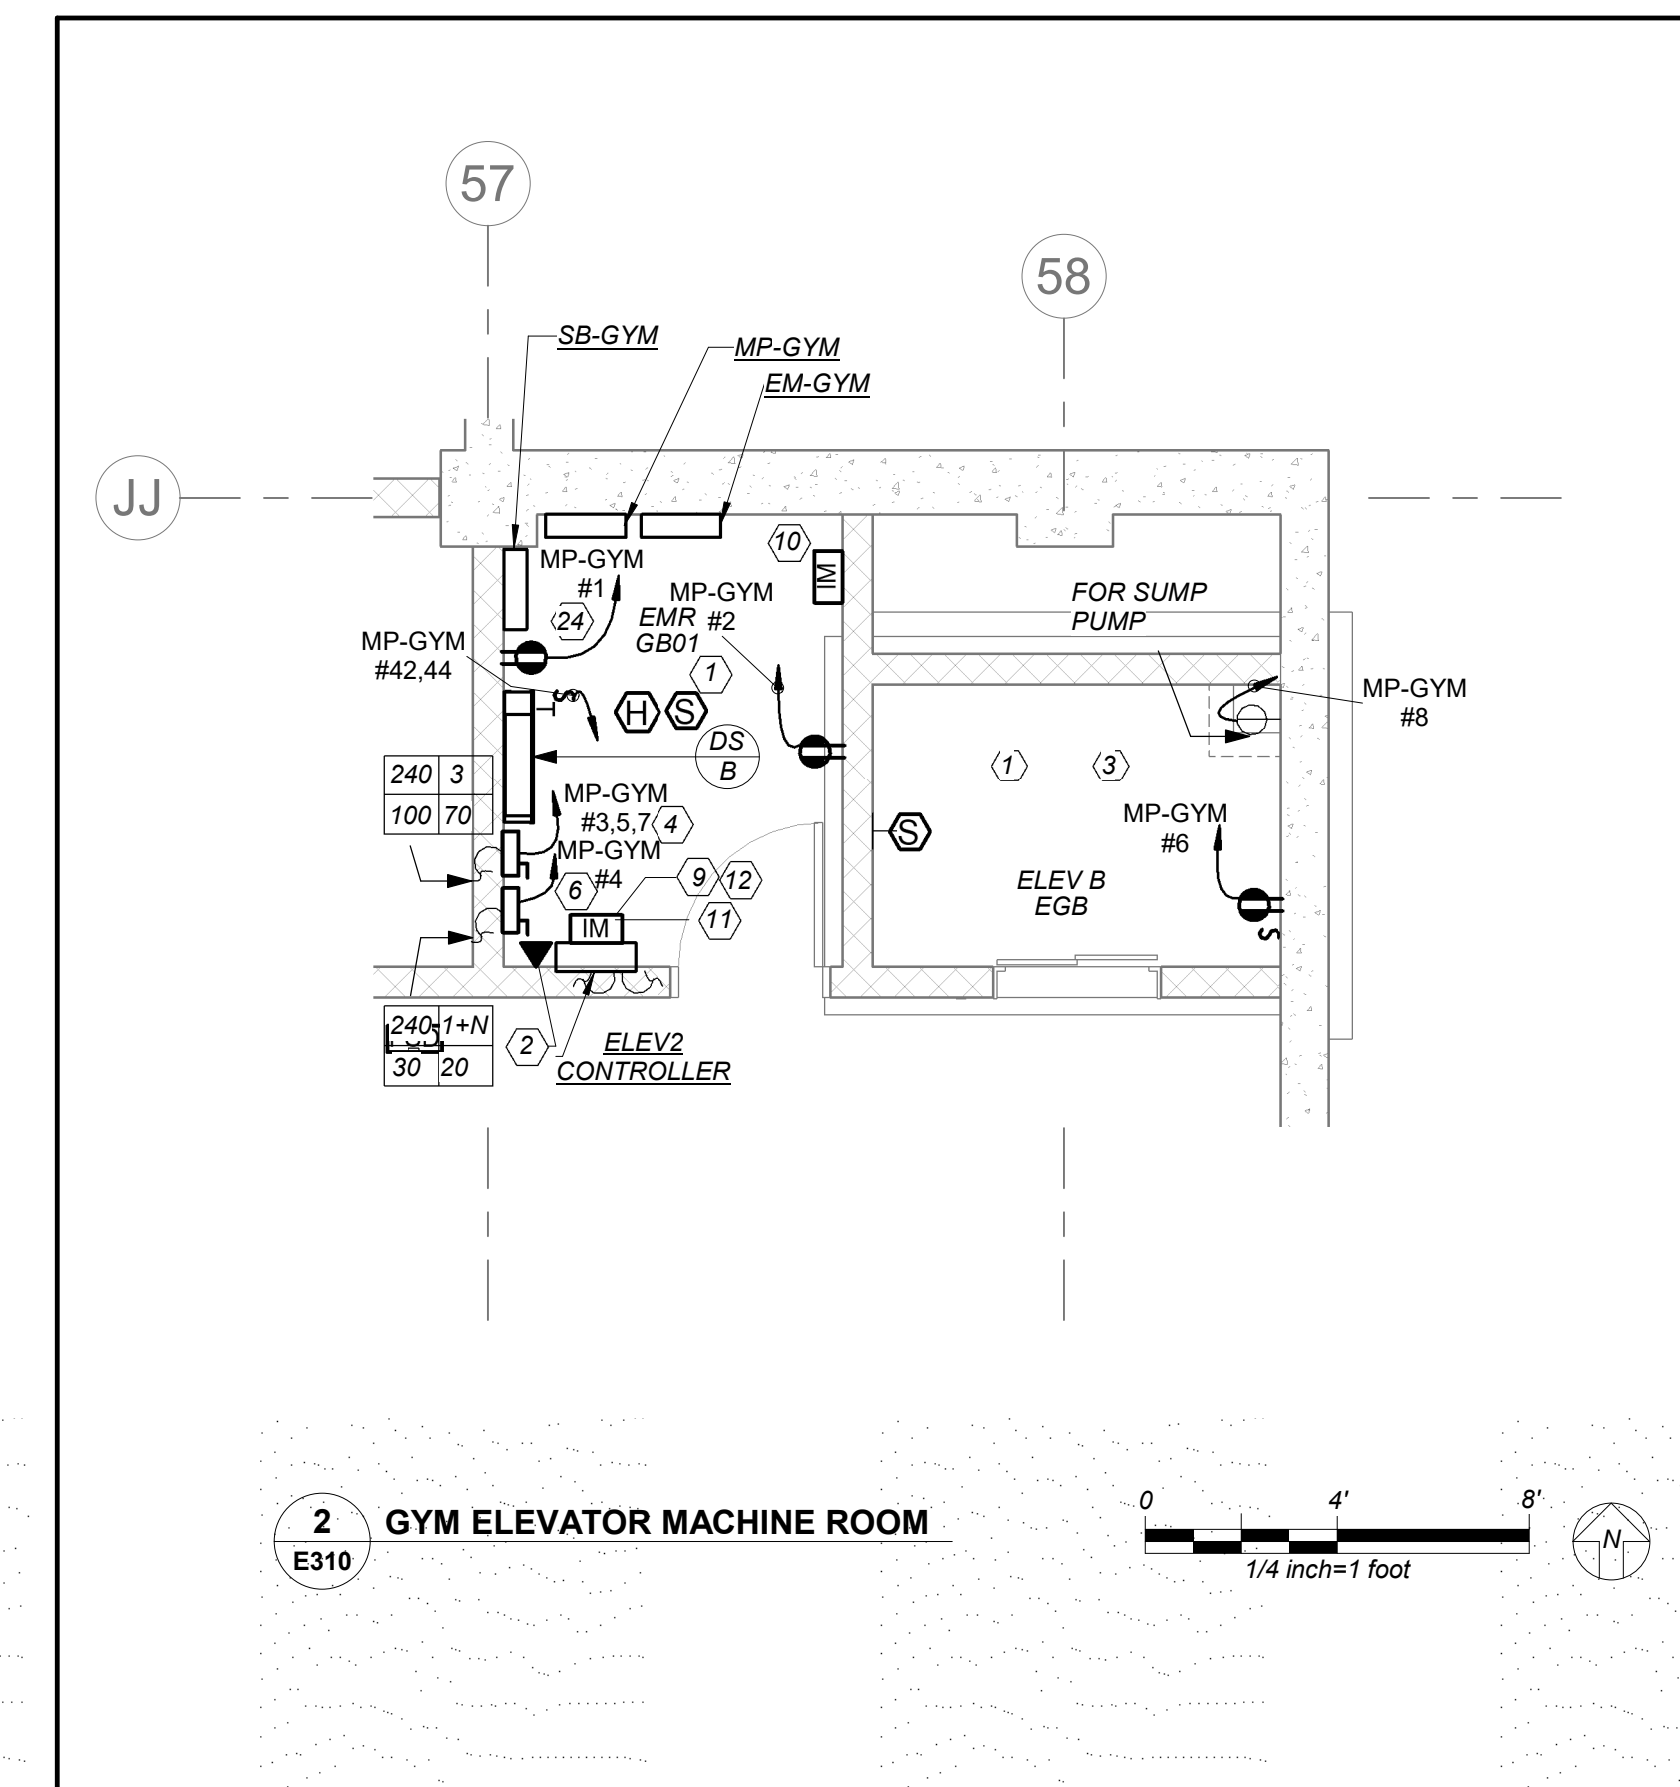 57
58
JJ
SB-GYM
MP-GYM
EM-GYM
10
IM
MP-GYM
#1
24
MP-GYM
#2
EMR
GB01
1
FOR SUMP
PUMP
MP-GYM
#42,44
H
S
DS
B
MP-GYM
#8
1
3
240 3
100 70
MP-GYM
#3,5,7
4
MP-GYM
#4
6
9
12
11
IM
S
MP-GYM
#6
ELEV B
EGB
240 1+N
30 20
2
ELEV2
CONTROLLER
2
E310
GYM ELEVATOR MACHINE ROOM
0 4' 8'
1/4 inch=1 foot
N